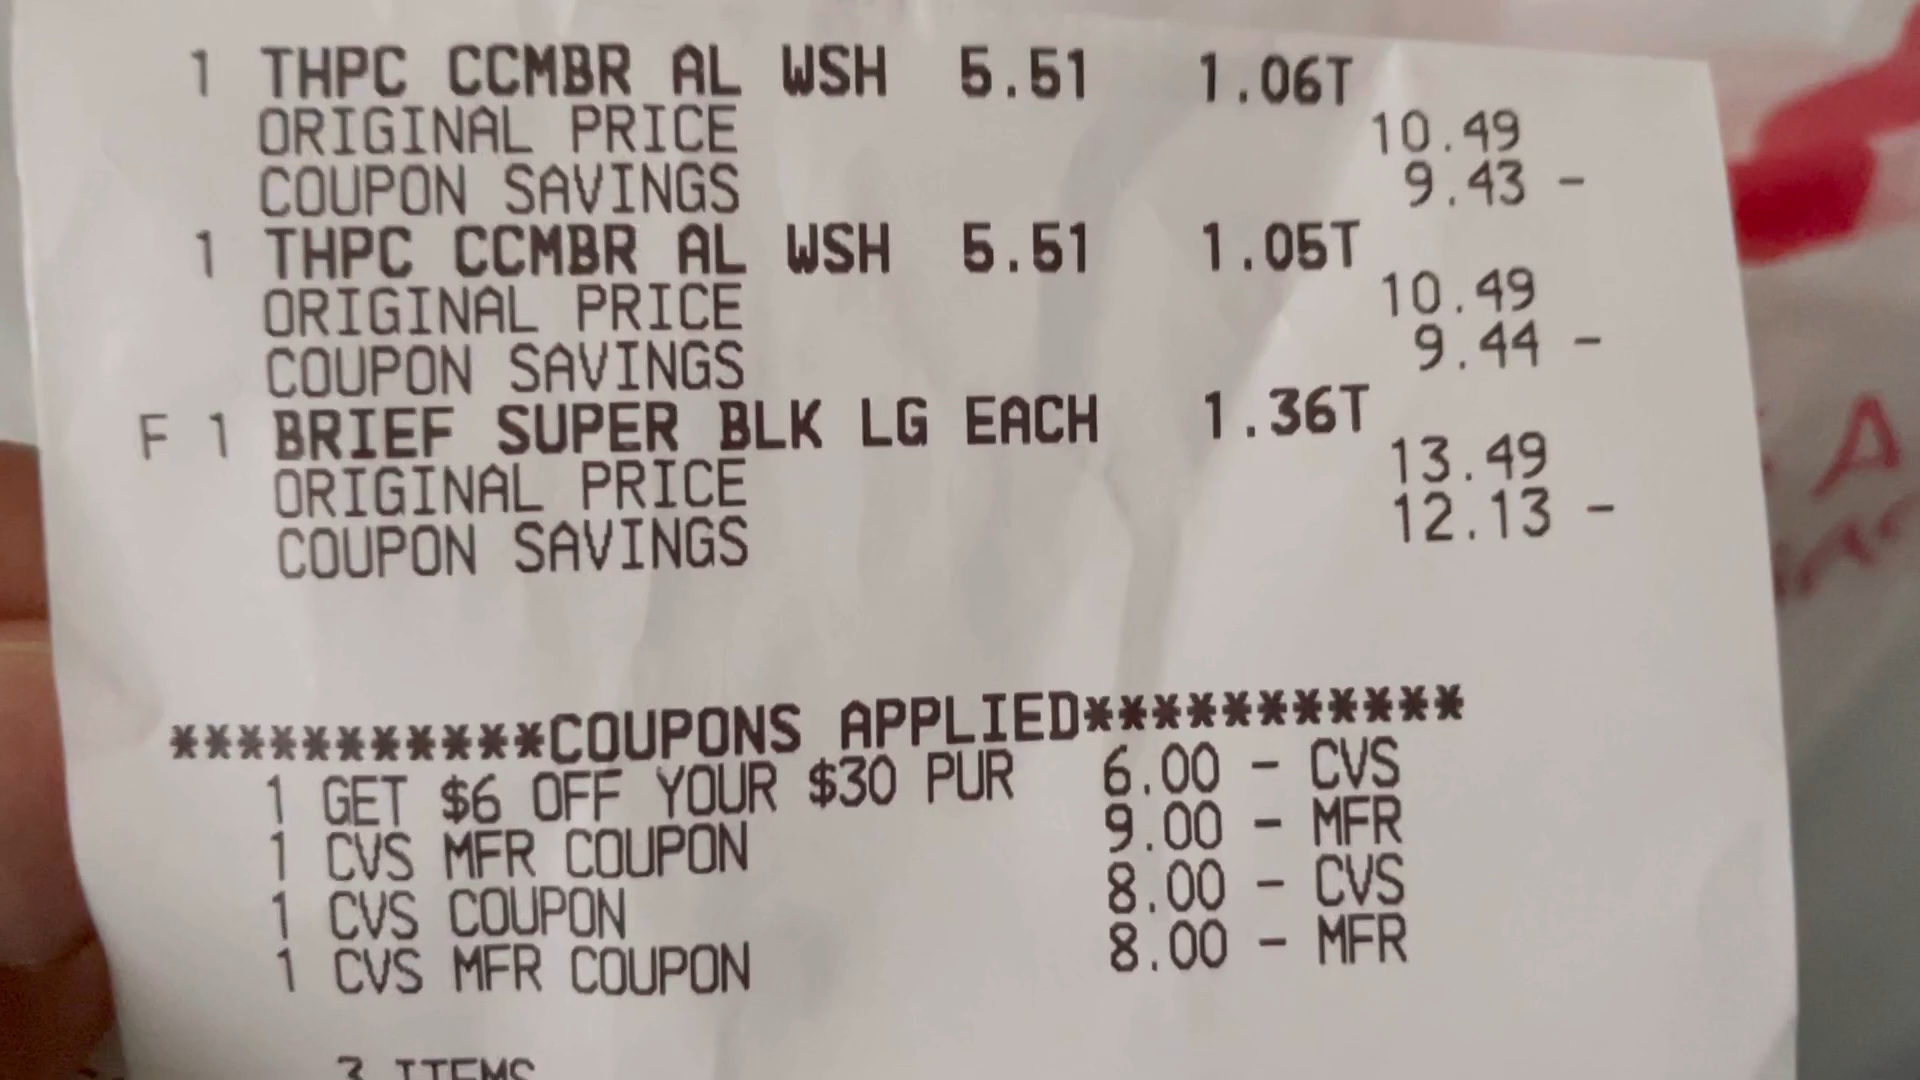 1 THPC CCMBR AL WSH 5.51 1.06T
ORIGINAL PRICE 10.49
COUPON SAVINGS 9.43 -
1 THPC CCMBR AL WSH 5.51 1.05T
ORIGINAL PRICE 10.49
COUPON SAVINGS 9.44 -
F 1 BRIEF SUPER BLK LG EACH 1.36T
ORIGINAL PRICE 13.49
COUPON SAVINGS 12.13 -
***********COUPONS APPLIED***********
1 GET $6 OFF YOUR $30 PUR 6.00 - CVS
1 CVS MFR COUPON 9.00 - MFR
1 CVS COUPON 8.00 - CVS
1 CVS MFR COUPON 8.00 - MFR
3 ITEMS